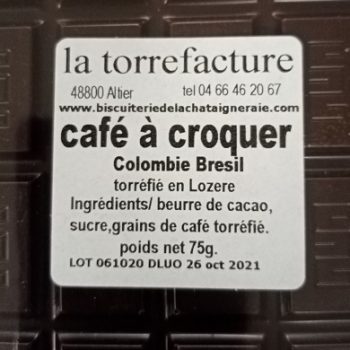 la torrefacture
48800 Altier tel 04 66 46 20 67
www.biscuiteriedelachataigneraie.com
café à croquer
Colombie Bresil
torréfié en Lozere
Ingrédients/ beurre de cacao,
sucre,grains de café torréfié.
poids net 75g.
LOT 061020 DLUO 26 oct 2021